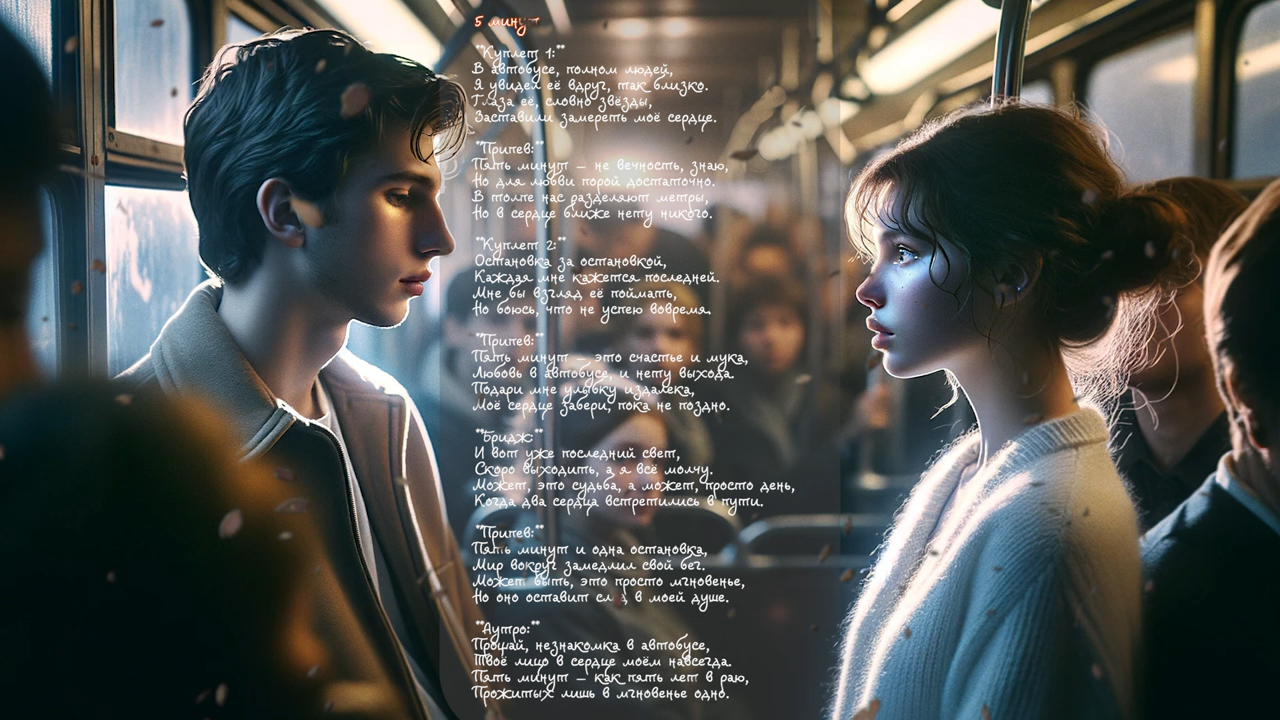 5 минут
**Куплет 1:**
В автобусе, полном людей,
Я увидел её вдруг, так близко.
Глаза её, словно звёзды,
Заставили замереть моё сердце.
**Припев:**
Пять минут – не вечность, знаю,
Но для любви порой достаточно.
В толпе нас разделяют метры,
Но в сердце ближе нету никого.
**Куплет 2:**
Остановка за остановкой,
Каждая мне кажется последней.
Мне бы взгляд её поймать,
Но боюсь, что не успею вовремя.
**Припев:**
Пять минут – это счастье и мука,
Любовь в автобусе, и нету выхода.
Подари мне улыбку издалека,
Моё сердце забери, пока не поздно.
**Бридж:**
И вот уже последний свет,
Скоро выходить, а я всё молчу.
Может, это судьба, а может, просто день,
Когда два сердца встретились в пути.
**Припев:**
Пять минут и одна остановка,
Мир вокруг замедлил свой бег.
Может быть, это просто мгновенье,
Но оно оставит в моей душе.
**Аутро:**
Прощай, незнакомка в автобусе,
Твоё лицо в сердце моём навсегда.
Пять минут – как пять лет в раю,
Прожитых лишь в мгновенье одно.